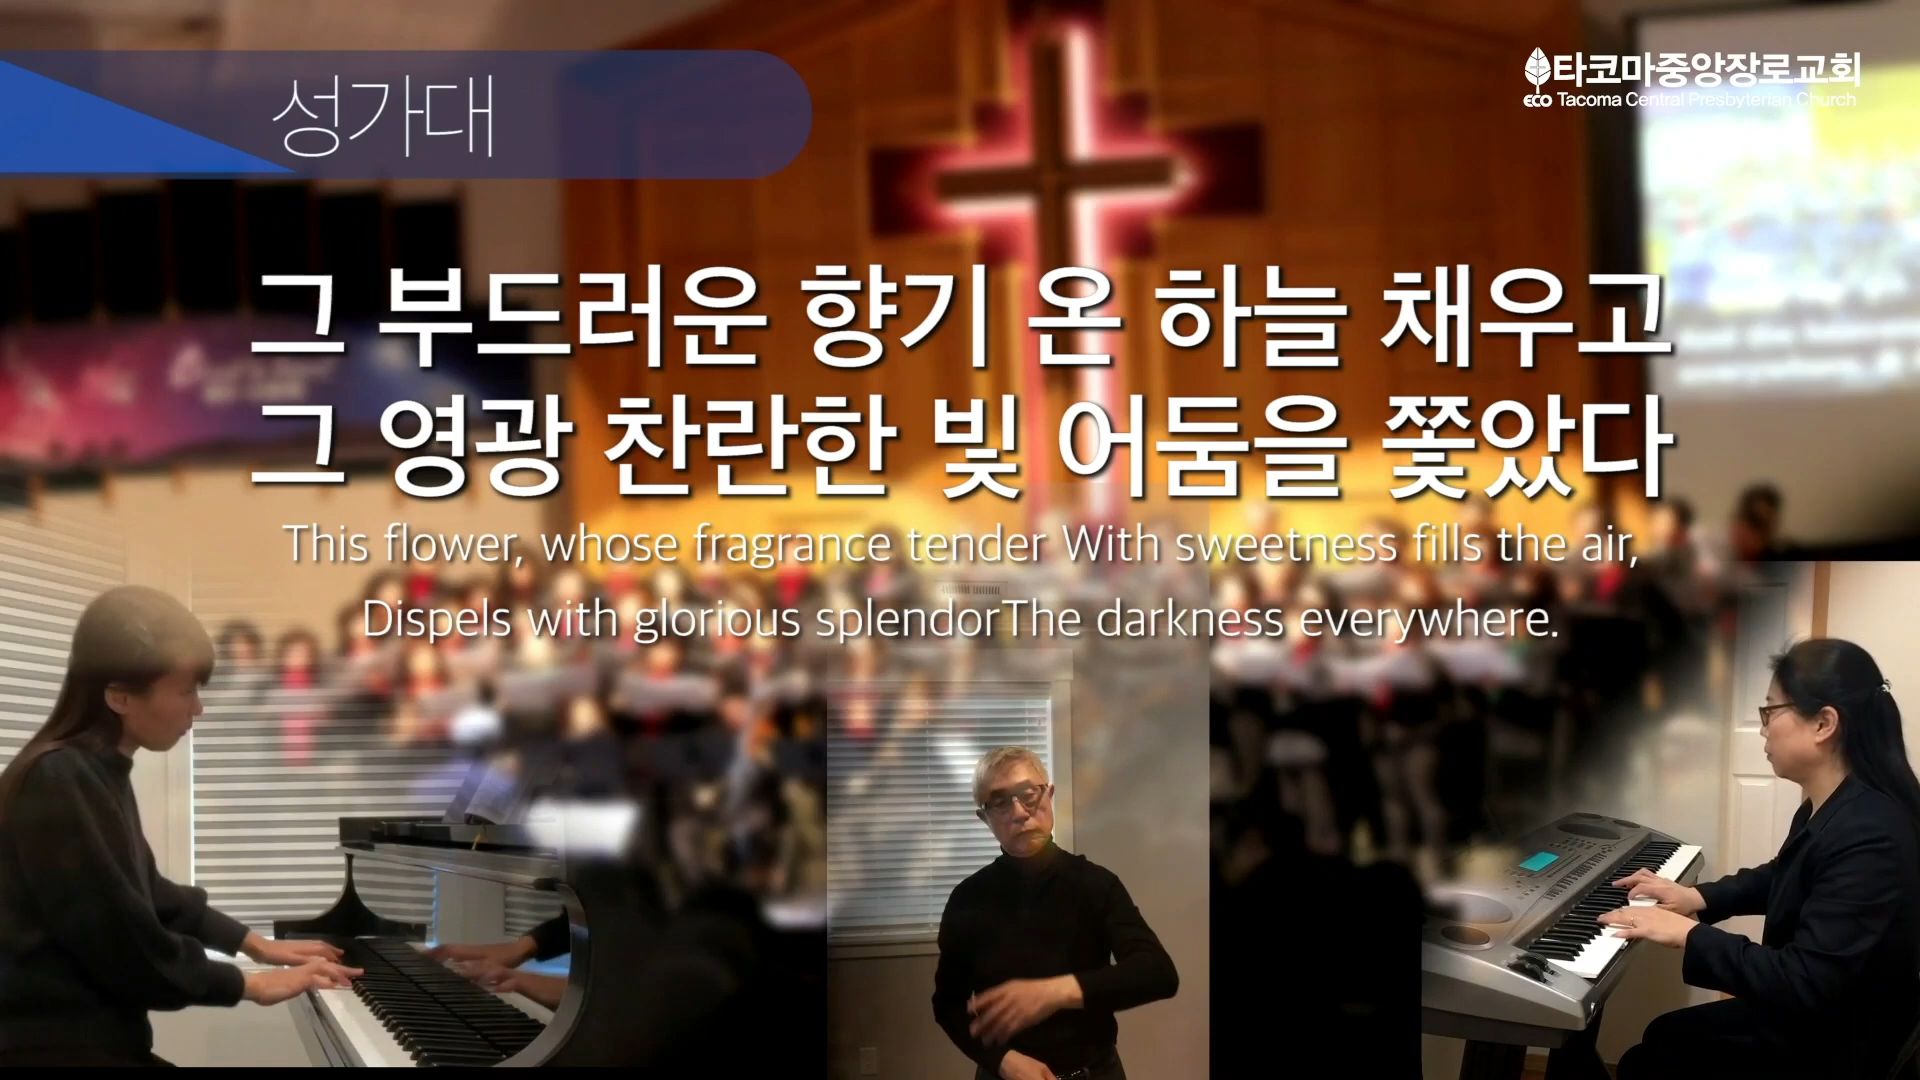 성가대
타코마중앙장로교회
ECO Tacoma Central Presbyterian Church
그 부드러운 향기 온 하늘 채우고
그 영광 찬란한 빛 어둠을 쫓았다
This flower, whose fragrance tender With sweetness fills the air,
Dispels with glorious splendorThe darkness everywhere.